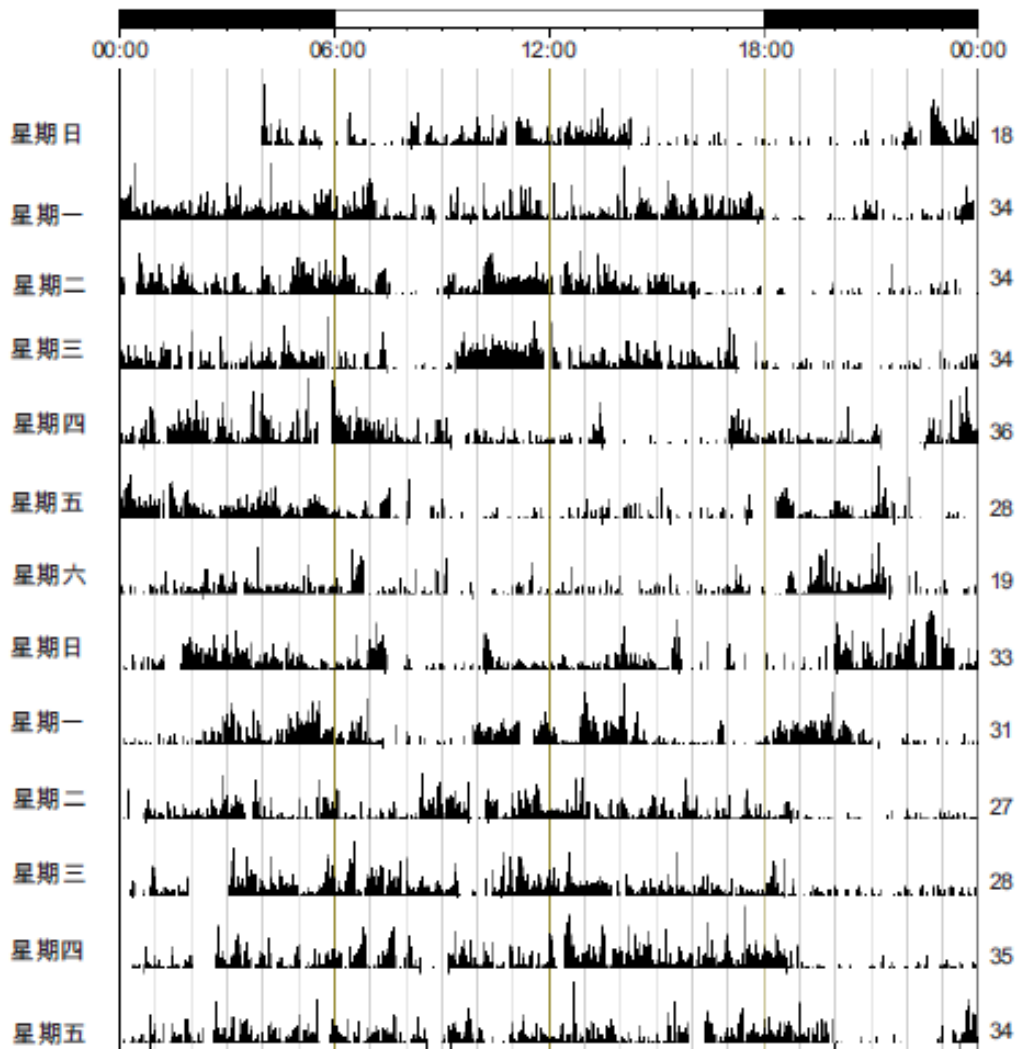 00:00 06:00 12:00 18:00 00:00
星期日 18
星期一 34
星期二 34
星期三 34
星期四 36
星期五 28
星期六 19
星期日 33
星期一 31
星期二 27
星期三 28
星期四 35
星期五 34